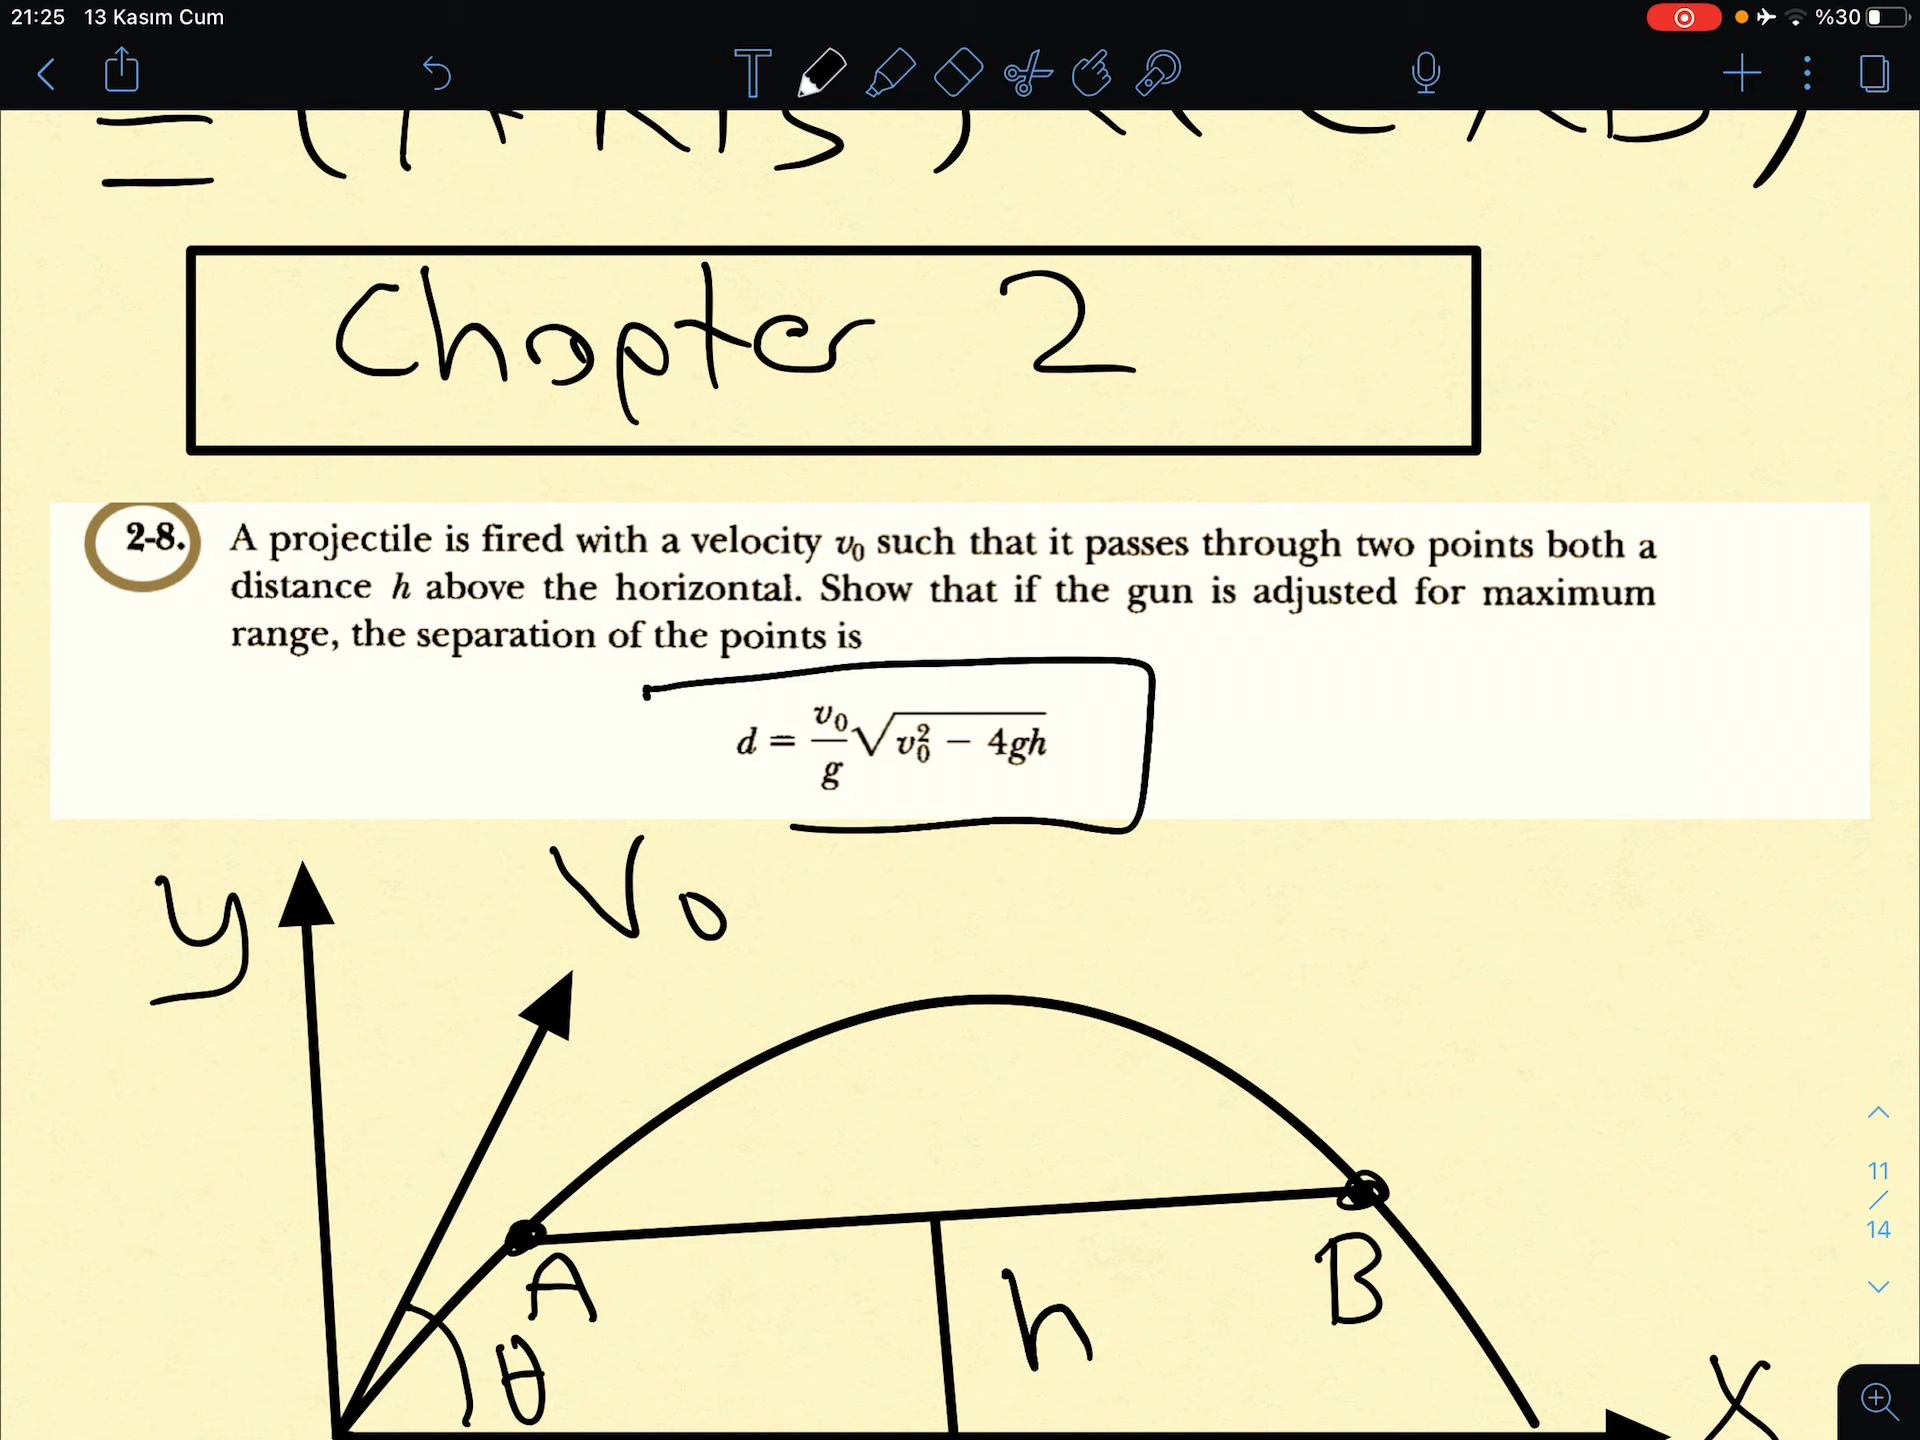 21:25 13 Kasım Cum %30
Chapter 2
2-8. A projectile is fired with a velocity v₀ such that it passes through two points both a
distance h above the horizontal. Show that if the gun is adjusted for maximum
range, the separation of the points is
d = v₀/g √(v₀² − 4gh)
y
V₀
A
B
h
θ
x
11
/
14